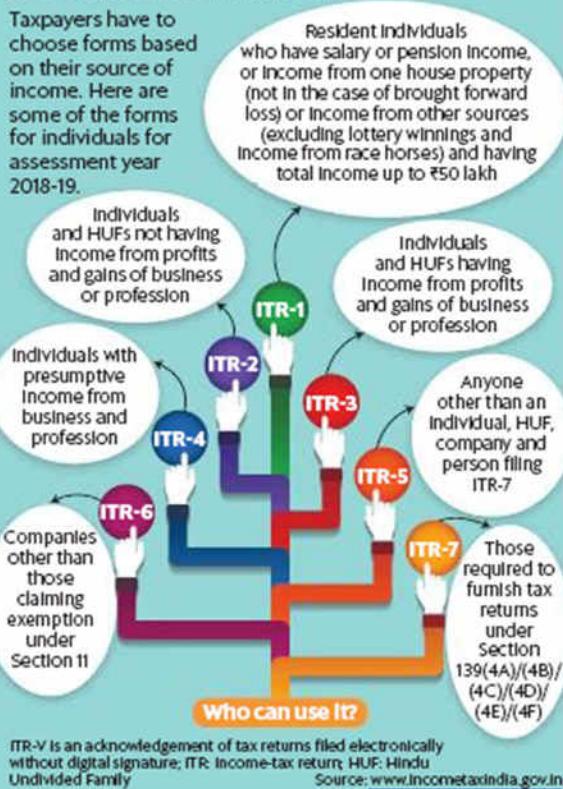 Taxpayers have to
choose forms based
on their source of
income. Here are
some of the forms
for individuals for
assessment year
2018-19.
Resident individuals
who have salary or pension income,
or income from one house property
(not in the case of brought forward
loss) or income from other sources
(excluding lottery winnings and
income from race horses) and having
total income up to ₹50 lakh
Individuals
and HUFs not having
income from profits
and gains of business
or profession
Individuals
and HUFs having
income from profits
and gains of business
or profession
ITR-1
ITR-2
ITR-3
Individuals with
presumptive
income from
business and
profession
Anyone
other than an
individual, HUF,
company and
person filing
ITR-7
ITR-4
ITR-5
ITR-6
ITR-7
Companies
other than
those
claiming
exemption
under
Section 11
Those
required to
furnish tax
returns
under
Section
139(4A)/(4B)/
(4C)/(4D)/
(4E)/(4F)
Who can use it?
ITR-V is an acknowledgement of tax returns filed electronically
without digital signature; ITR: Income-tax return; HUF: Hindu
Undivided Family
Source: www.incometaxindia.gov.in